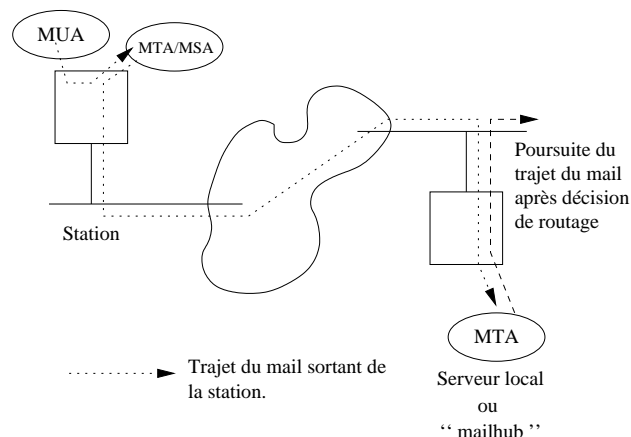 MUA
MTA/MSA
Station
Poursuite du
trajet du mail
après décision
de routage
MTA
Serveur local
ou
‘‘ mailhub ’’
Trajet du mail sortant de
la station.